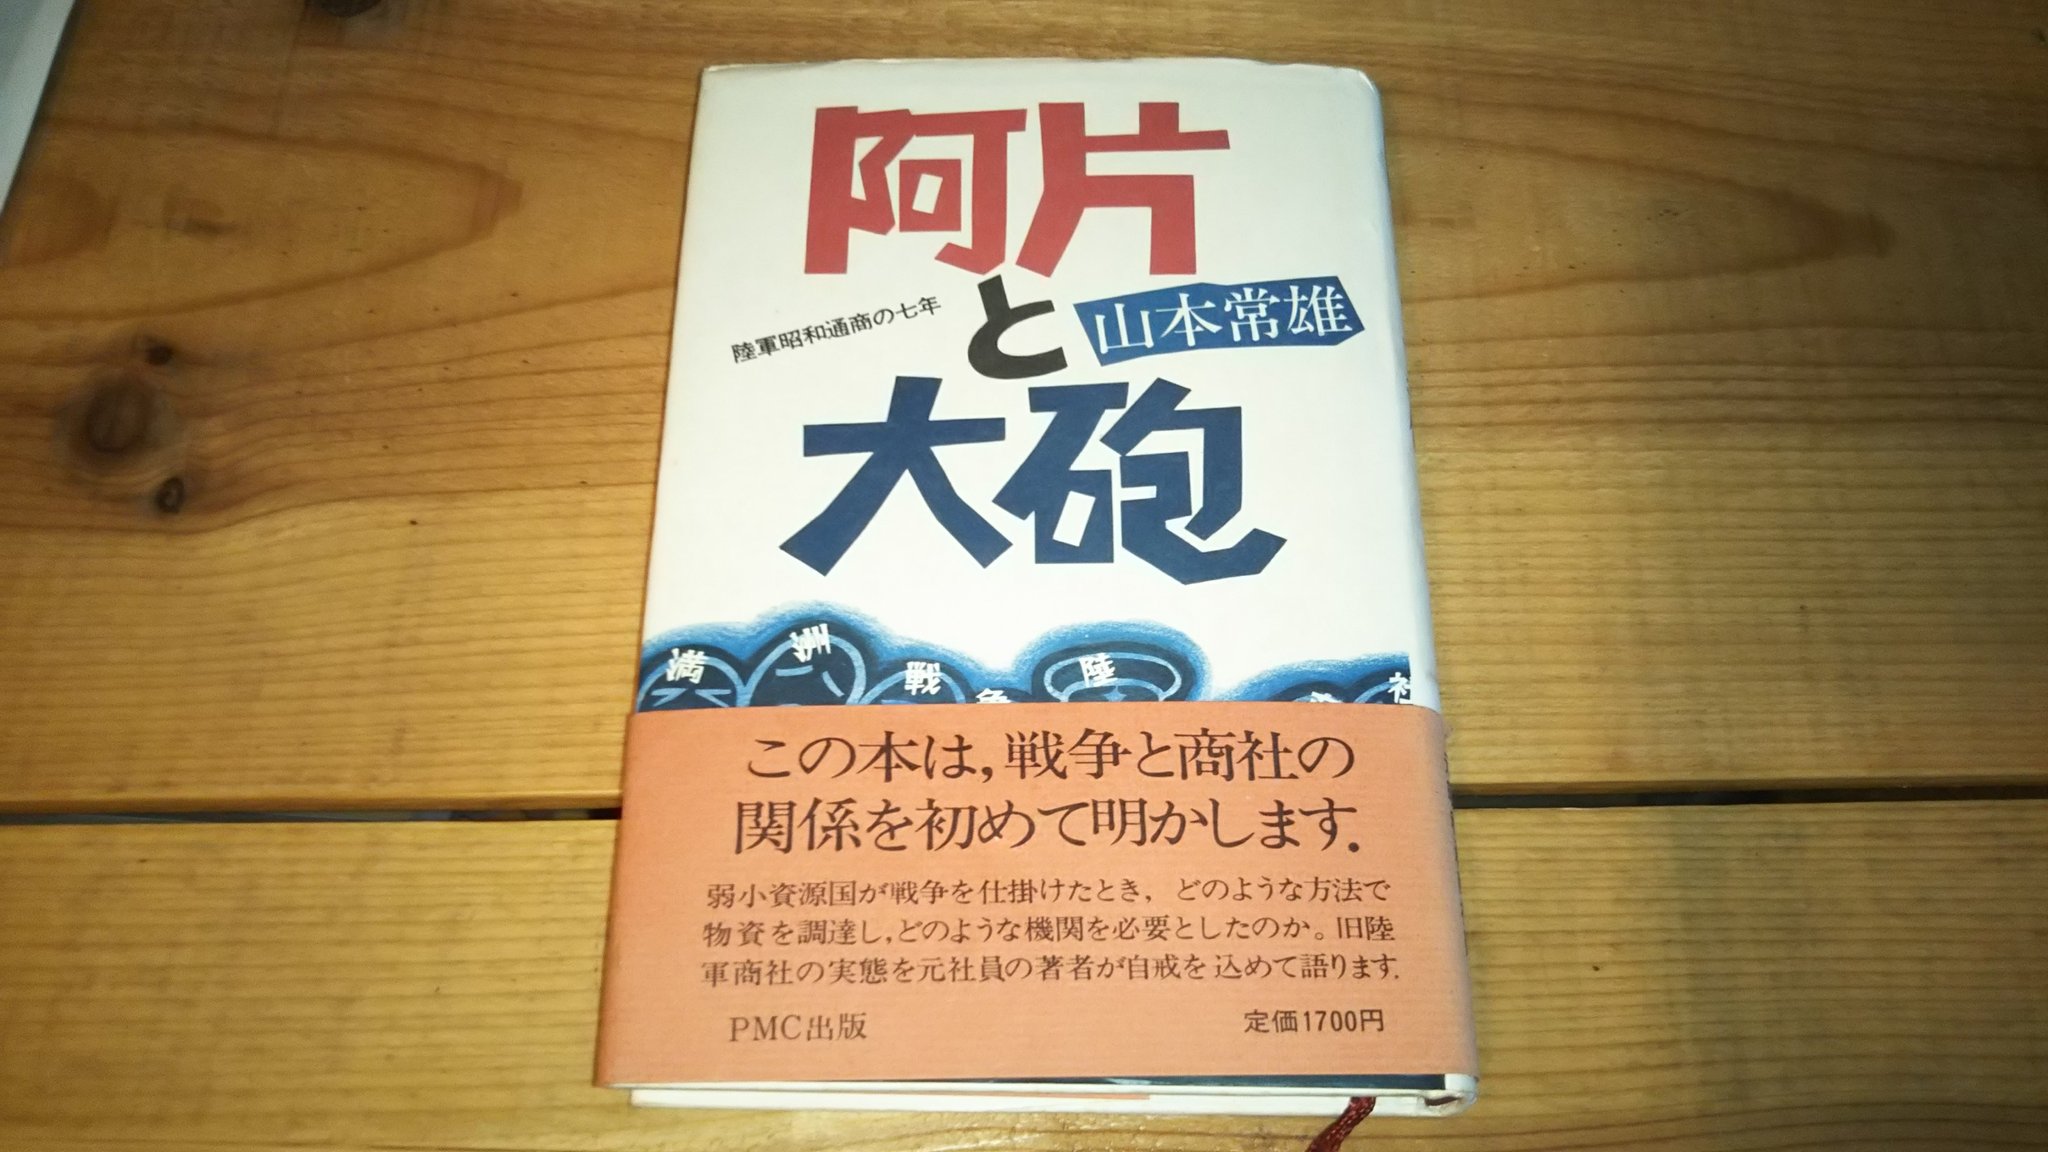 阿片
と
大砲
陸軍昭和通商の七年
山本常雄
満
洲
戦
争
陸
社
この本は,戦争と商社の
関係を初めて明かします.
弱小資源国が戦争を仕掛けたとき，どのような方法で
物資を調達し,どのような機関を必要としたのか。旧陸
軍商社の実態を元社員の著者が自戒を込めて語ります.
PMC出版
定価1700円